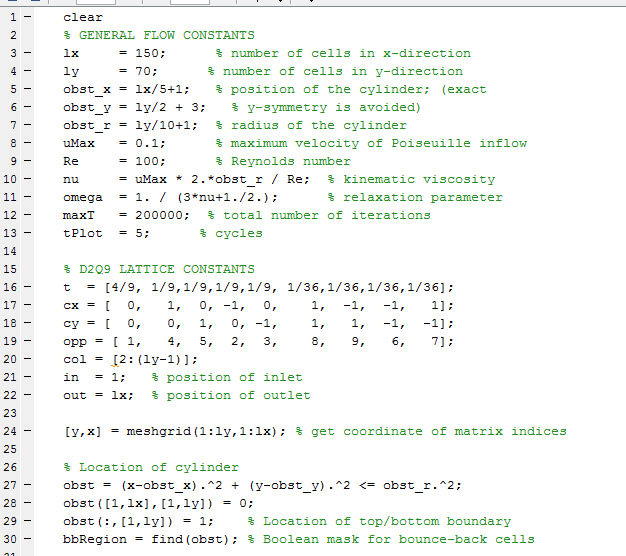 1 - clear
2 % GENERAL FLOW CONSTANTS
3 - lx = 150; % number of cells in x-direction
4 - ly = 70; % number of cells in y-direction
5 - obst_x = lx/5+1; % position of the cylinder; (exact
6 - obst_y = ly/2 + 3; % y-symmetry is avoided)
7 - obst_r = ly/10+1; % radius of the cylinder
8 - uMax = 0.1; % maximum velocity of Poiseuille inflow
9 - Re = 100; % Reynolds number
10 - nu = uMax * 2.*obst_r / Re; % kinematic viscosity
11 - omega = 1. / (3*nu+1./2.); % relaxation parameter
12 - maxT = 200000; % total number of iterations
13 - tPlot = 5; % cycles
14
15 % D2Q9 LATTICE CONSTANTS
16 - t = [4/9, 1/9,1/9,1/9,1/9, 1/36,1/36,1/36,1/36];
17 - cx = [ 0, 1, 0, -1, 0, 1, -1, -1, 1];
18 - cy = [ 0, 0, 1, 0, -1, 1, 1, -1, -1];
19 - opp = [ 1, 4, 5, 2, 3, 8, 9, 6, 7];
20 - col = [2:(ly-1)];
21 - in = 1; % position of inlet
22 - out = lx; % position of outlet
23
24 - [y,x] = meshgrid(1:ly,1:lx); % get coordinate of matrix indices
25
26 % Location of cylinder
27 - obst = (x-obst_x).^2 + (y-obst_y).^2 <= obst_r.^2;
28 - obst([1,lx],[1,ly]) = 0;
29 - obst(:,[1,ly]) = 1; % Location of top/bottom boundary
30 - bbRegion = find(obst); % Boolean mask for bounce-back cells